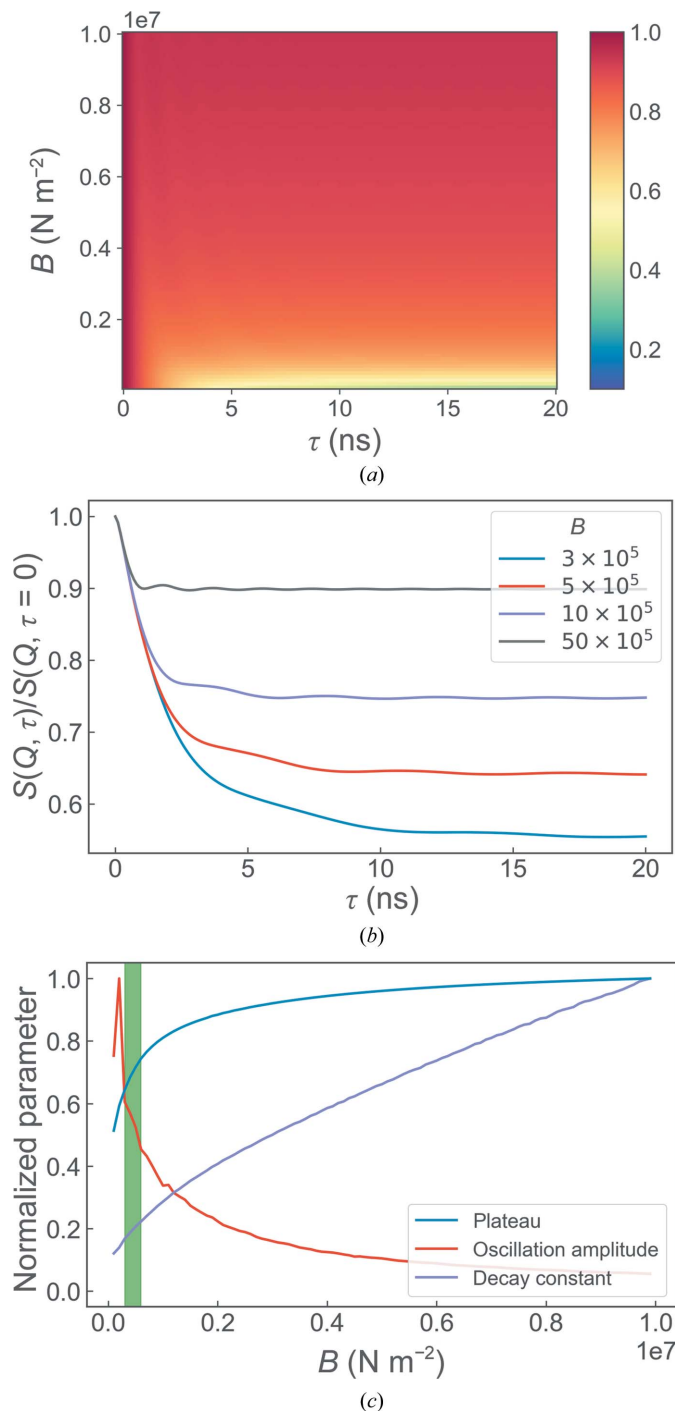 1e7
1.0
0.8
0.6
0.4
0.2
B (N m⁻²)
0 5 10 15 20
τ (ns)
1.0
0.8
0.6
0.4
0.2
(a)
1.0
0.9
0.8
0.7
0.6
S(Q, τ)/S(Q, τ = 0)
B
3 × 10⁵
5 × 10⁵
10 × 10⁵
50 × 10⁵
0 5 10 15 20
τ (ns)
(b)
1.0
0.8
0.6
0.4
0.2
0.0
Normalized parameter
Plateau
Oscillation amplitude
Decay constant
0.0 0.2 0.4 0.6 0.8 1.0
1e7
B (N m⁻²)
(c)